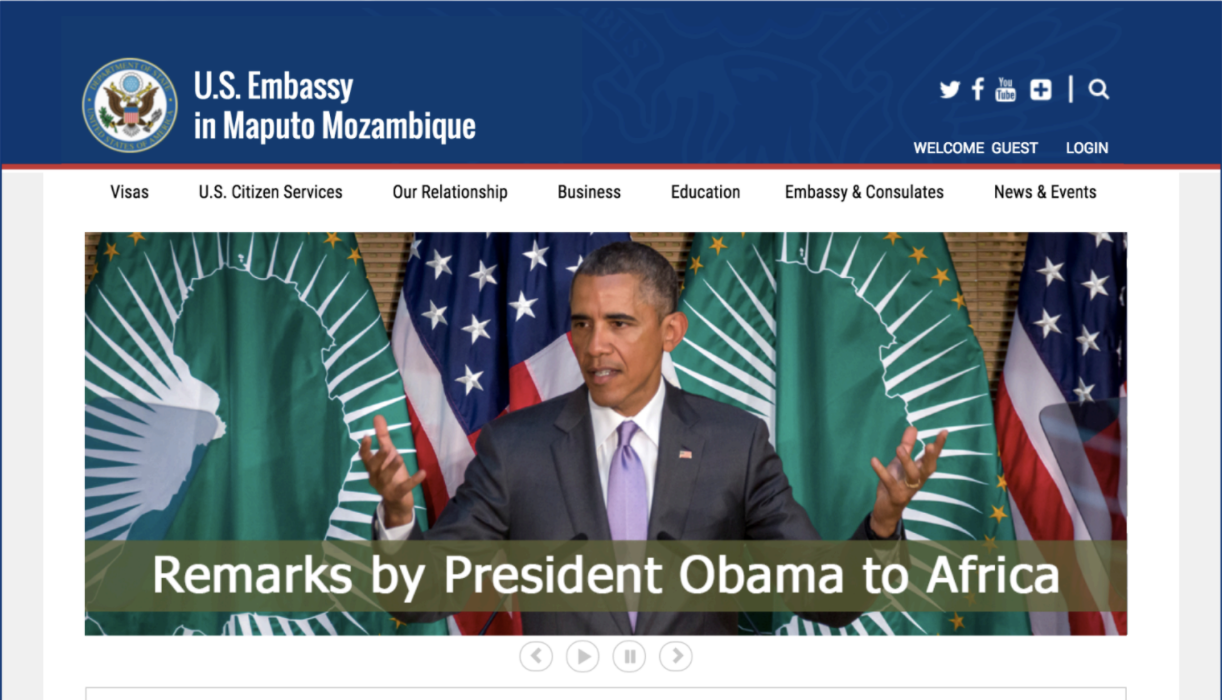 U.S. Embassy
in Maputo Mozambique
You
Tube
WELCOME GUEST LOGIN
Visas U.S. Citizen Services Our Relationship Business Education Embassy & Consulates News & Events
Remarks by President Obama to Africa